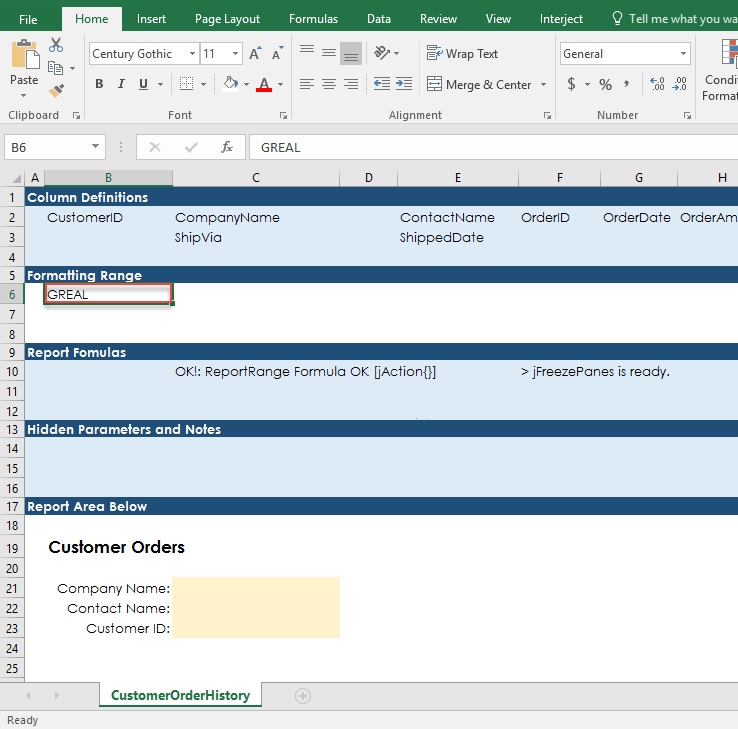 File Home Insert Page Layout Formulas Data Review View Interject Tell me what you wa
Century Gothic 11 A A Wrap Text General
Paste B I U A Merge & Center $ % , .00 Condi
Forma
Clipboard Font Alignment Number
B6 fx GREAL
A B C D E F G H
1 Column Definitions
2 CustomerID CompanyName ContactName OrderID OrderDate OrderAm
3 ShipVia ShippedDate
4
5 Formatting Range
6 GREAL
7
8
9 Report Fomulas
10 OK!: ReportRange Formula OK [jAction{}] > jFreezePanes is ready.
11
12
13 Hidden Parameters and Notes
14
15
16
17 Report Area Below
18
19 Customer Orders
20
21 Company Name:
22 Contact Name:
23 Customer ID:
24
25
CustomerOrderHistory
Ready